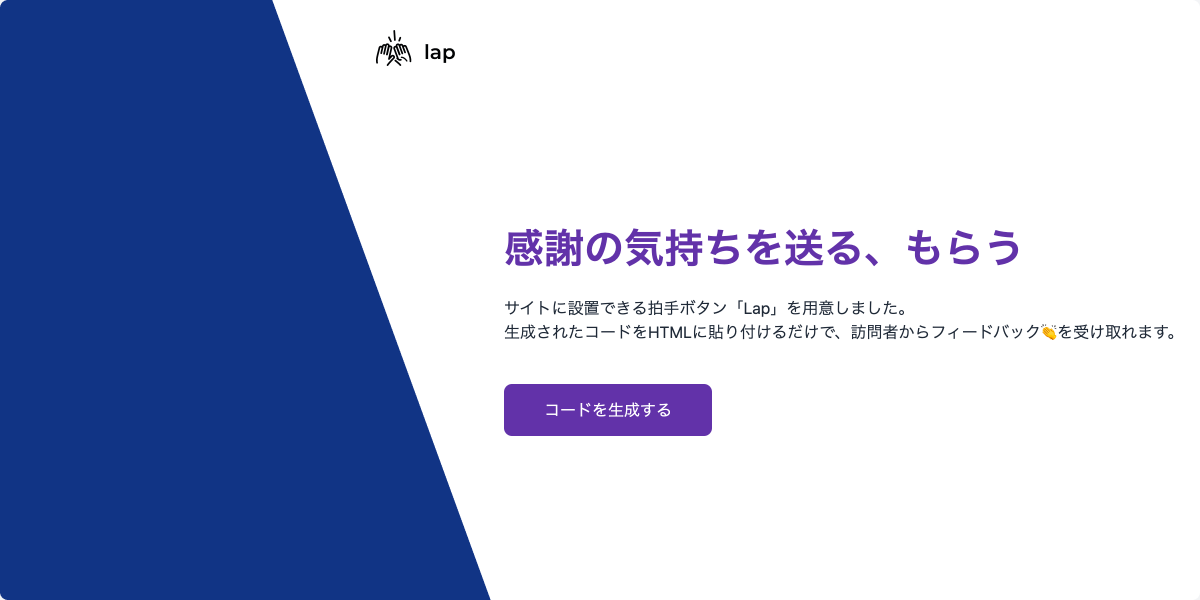 lap
感謝の気持ちを送る、もらう
サイトに設置できる拍手ボタン「Lap」を用意しました。
生成されたコードをHTMLに貼り付けるだけで、訪問者からフィードバック👏を受け取れます。
コードを生成する